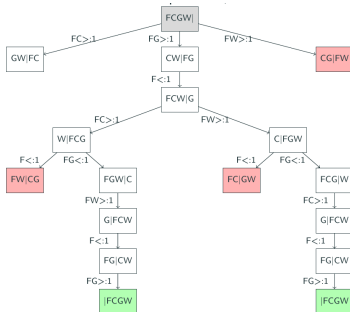 FCGW|
FC>:1 FG>:1 FW>:1
GW|FC CW|FG CG|FW
F<:1
FCW|G
FC>:1 FW>:1
W|FCG C|FGW
F<:1 FG<:1 F<:1 FG<:1
FW|CG FGW|C FC|GW FCG|W
FW>:1 FC>:1
G|FCW G|FCW
F<:1 F<:1
FG|CW FG|CW
FG>:1 FG>:1
|FCGW |FCGW